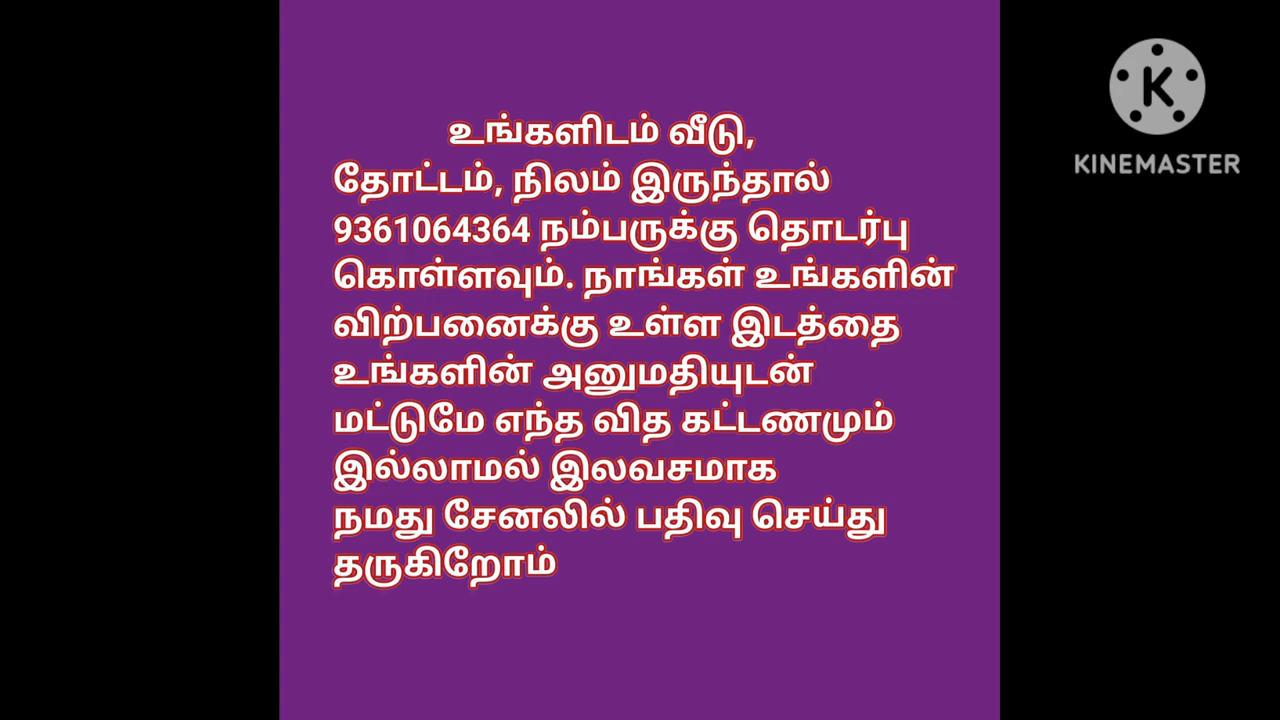 உங்களிடம் வீடு,
தோட்டம், நிலம் இருந்தால்
9361064364 நம்பருக்கு தொடர்பு
கொள்ளவும். நாங்கள் உங்களின்
விற்பனைக்கு உள்ள இடத்தை
உங்களின் அனுமதியுடன்
மட்டுமே எந்த வித கட்டணமும்
இல்லாமல் இலவசமாக
நமது சேனலில் பதிவு செய்து
தருகிறோம்
K
KINEMASTER